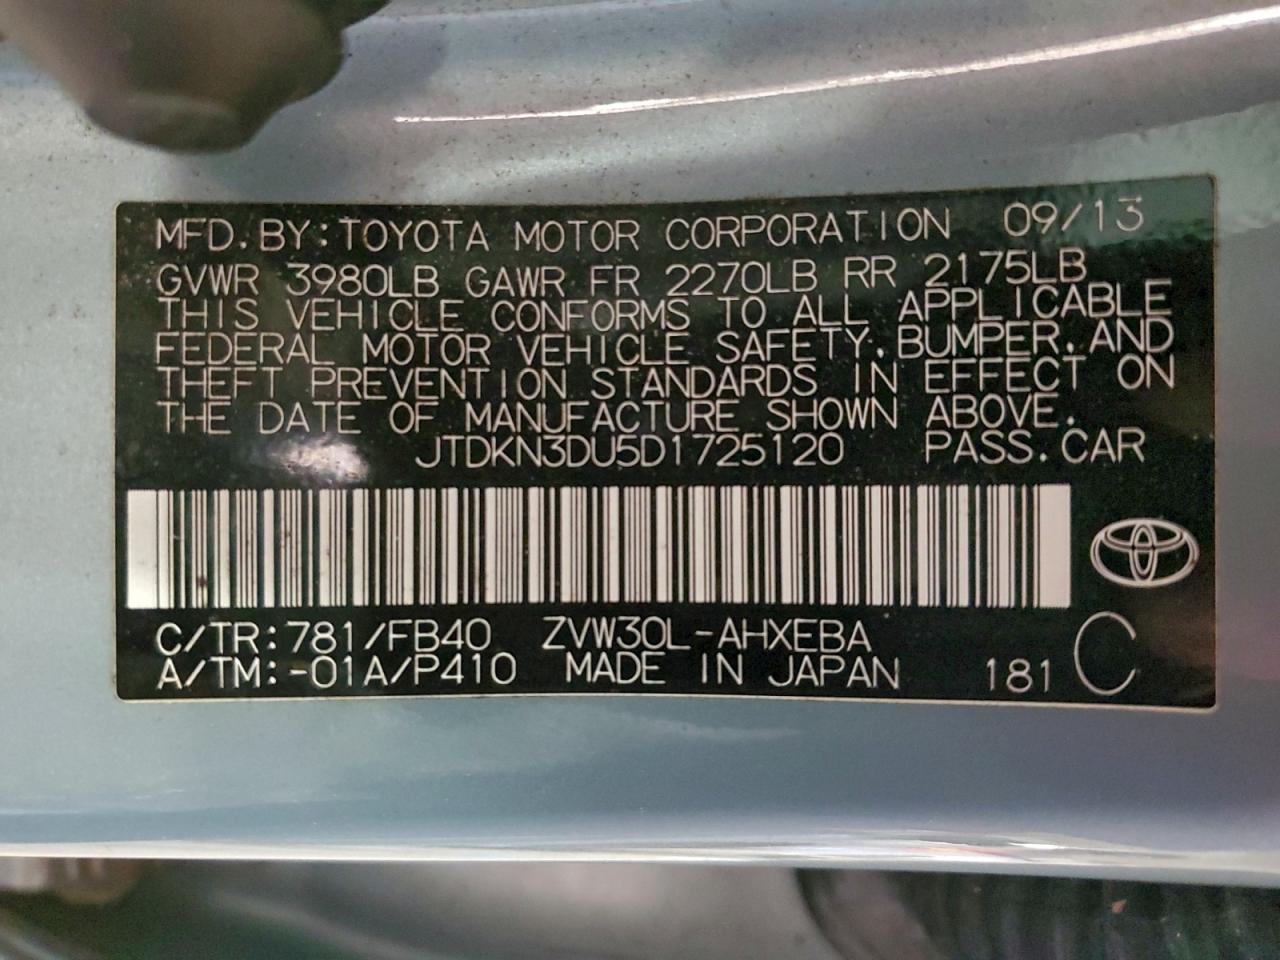 MFD. BY: TOYOTA MOTOR CORPORATION 09/13
GVWR 3980LB GAWR FR 2270LB RR 2175LB
THIS VEHICLE CONFORMS TO ALL APPLICABLE
FEDERAL MOTOR VEHICLE SAFETY, BUMPER, AND
THEFT PREVENTION STANDARDS IN EFFECT ON
THE DATE OF MANUFACTURE SHOWN ABOVE.
JTDKN3DU5D1725120 PASS. CAR
C/TR: 781/FB40 ZVW30L-AHXEBA
A/TM: -01A/P410 MADE IN JAPAN 181 C